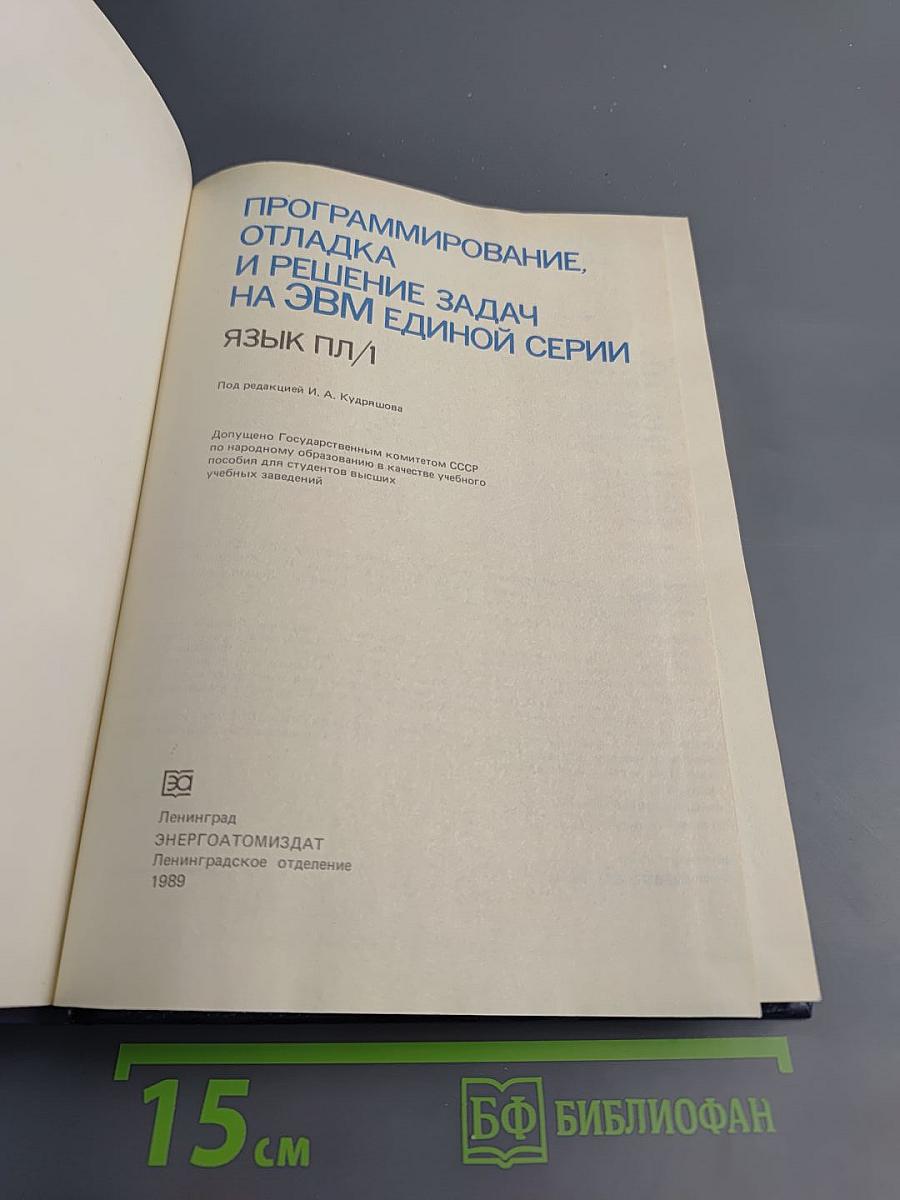 ПРОГРАММИРОВАНИЕ,
ОТЛАДКА
И РЕШЕНИЕ ЗАДАЧ
НА ЭВМ ЕДИНОЙ СЕРИИ
ЯЗЫК ПЛ/1
Под редакцией И. А. Кудряшова
Допущено Государственным комитетом СССР
по народному образованию в качестве учебного
пособия для студентов высших
учебных заведений
ЭА
Ленинград
ЭНЕРГОАТОМИЗДАТ
Ленинградское отделение
1989
15 см
БФ БИБЛИОФАН